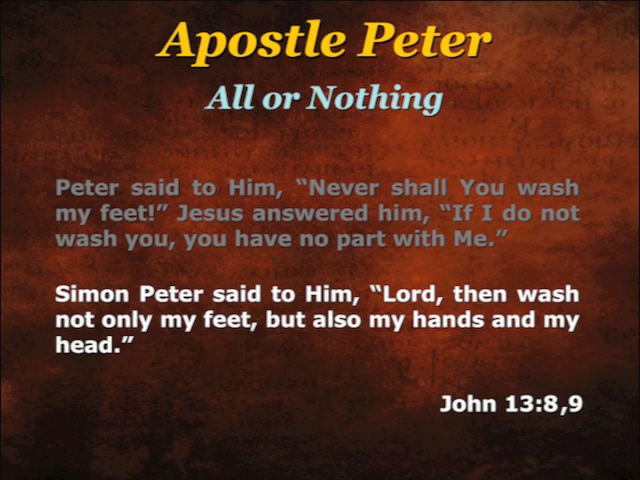 Apostle Peter
All or Nothing
Peter said to Him, “Never shall You wash
my feet!” Jesus answered him, “If I do not
wash you, you have no part with Me.”
Simon Peter said to Him, “Lord, then wash
not only my feet, but also my hands and my
head.”
John 13:8,9